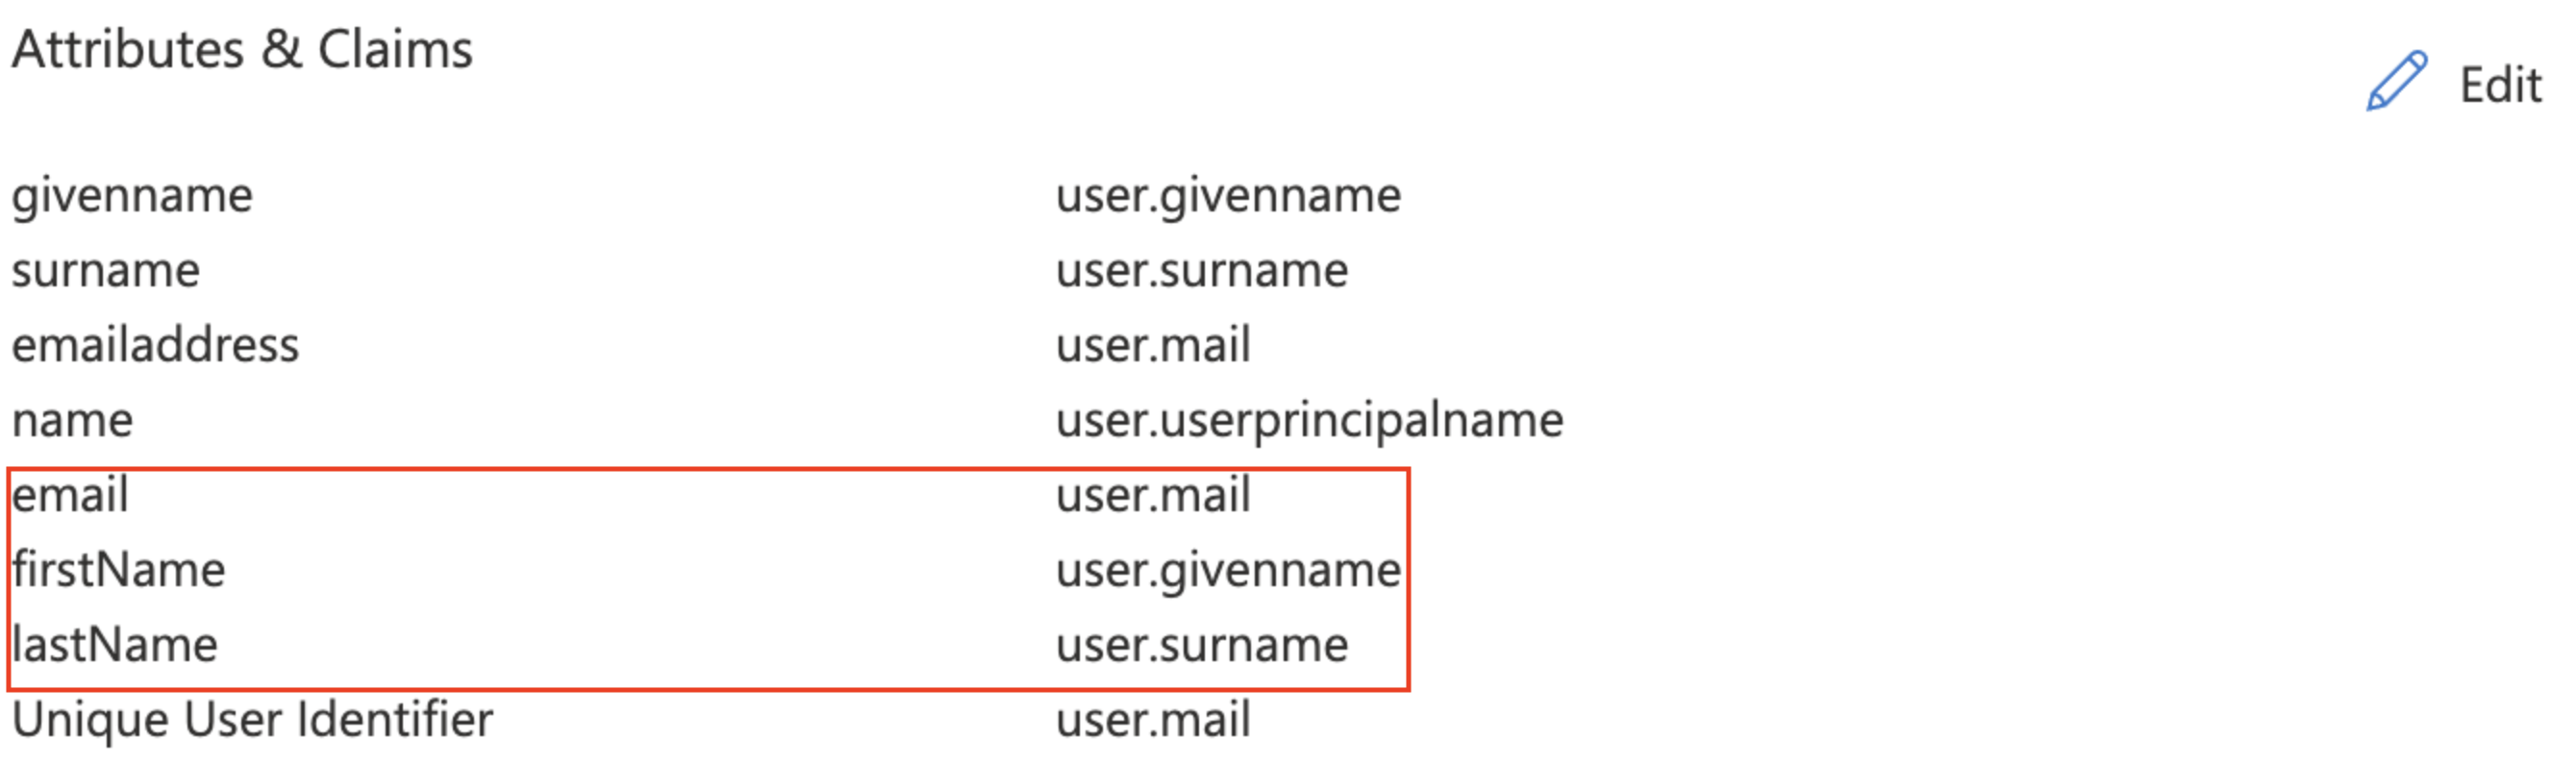 Attributes & Claims
Edit
givenname user.givenname
surname user.surname
emailaddress user.mail
name user.userprincipalname
email user.mail
firstName user.givenname
lastName user.surname
Unique User Identifier user.mail